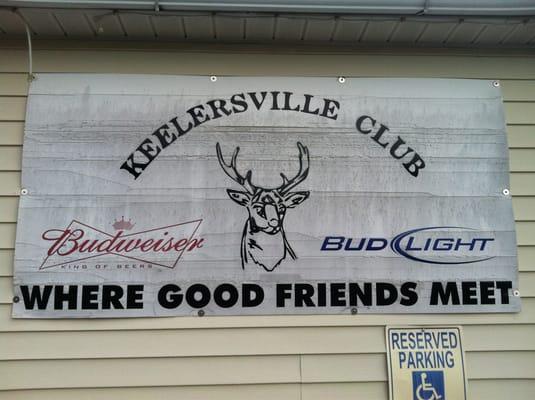 KEELERSVILLE CLUB
Budweiser
KING OF BEERS
BUD LIGHT
WHERE GOOD FRIENDS MEET
RESERVED
PARKING